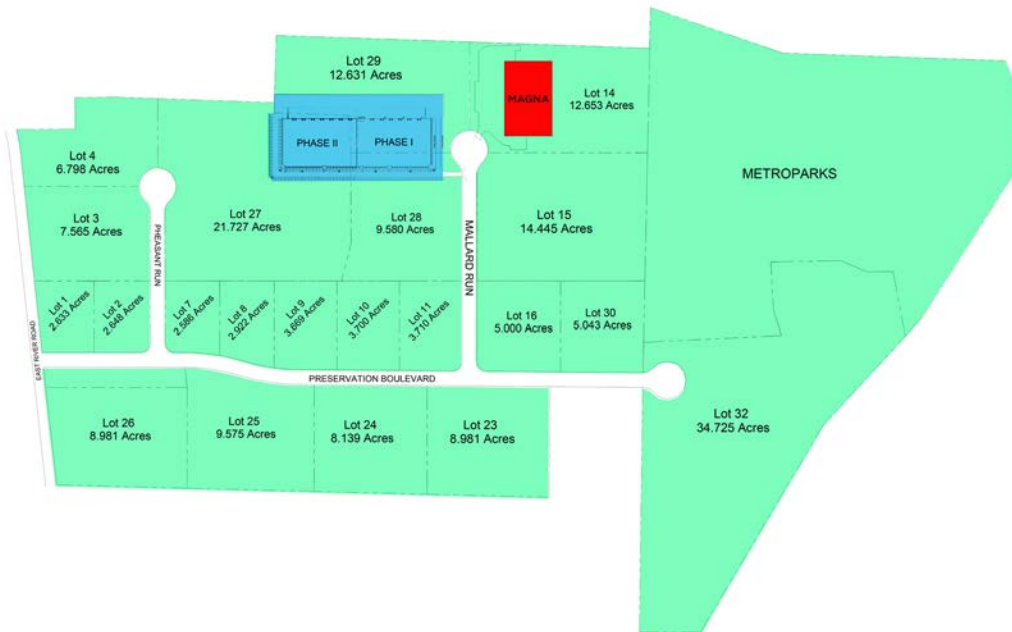 Lot 29
12.631 Acres
MAGNA
Lot 14
12.653 Acres
PHASE II
PHASE I
Lot 4
6.798 Acres
METROPARKS
Lot 3
7.565 Acres
PHEASANT RUN
Lot 27
21.727 Acres
Lot 28
9.580 Acres
MALLARD RUN
Lot 15
14.445 Acres
Lot 1
2.633 Acres
Lot 2
2.648 Acres
Lot 7
2.586 Acres
Lot 8
2.922 Acres
Lot 9
3.669 Acres
Lot 10
3.700 Acres
Lot 11
3.710 Acres
Lot 16
5.000 Acres
Lot 30
5.043 Acres
EAST RIVER ROAD
PRESERVATION BOULEVARD
Lot 26
8.981 Acres
Lot 25
9.575 Acres
Lot 24
8.139 Acres
Lot 23
8.981 Acres
Lot 32
34.725 Acres